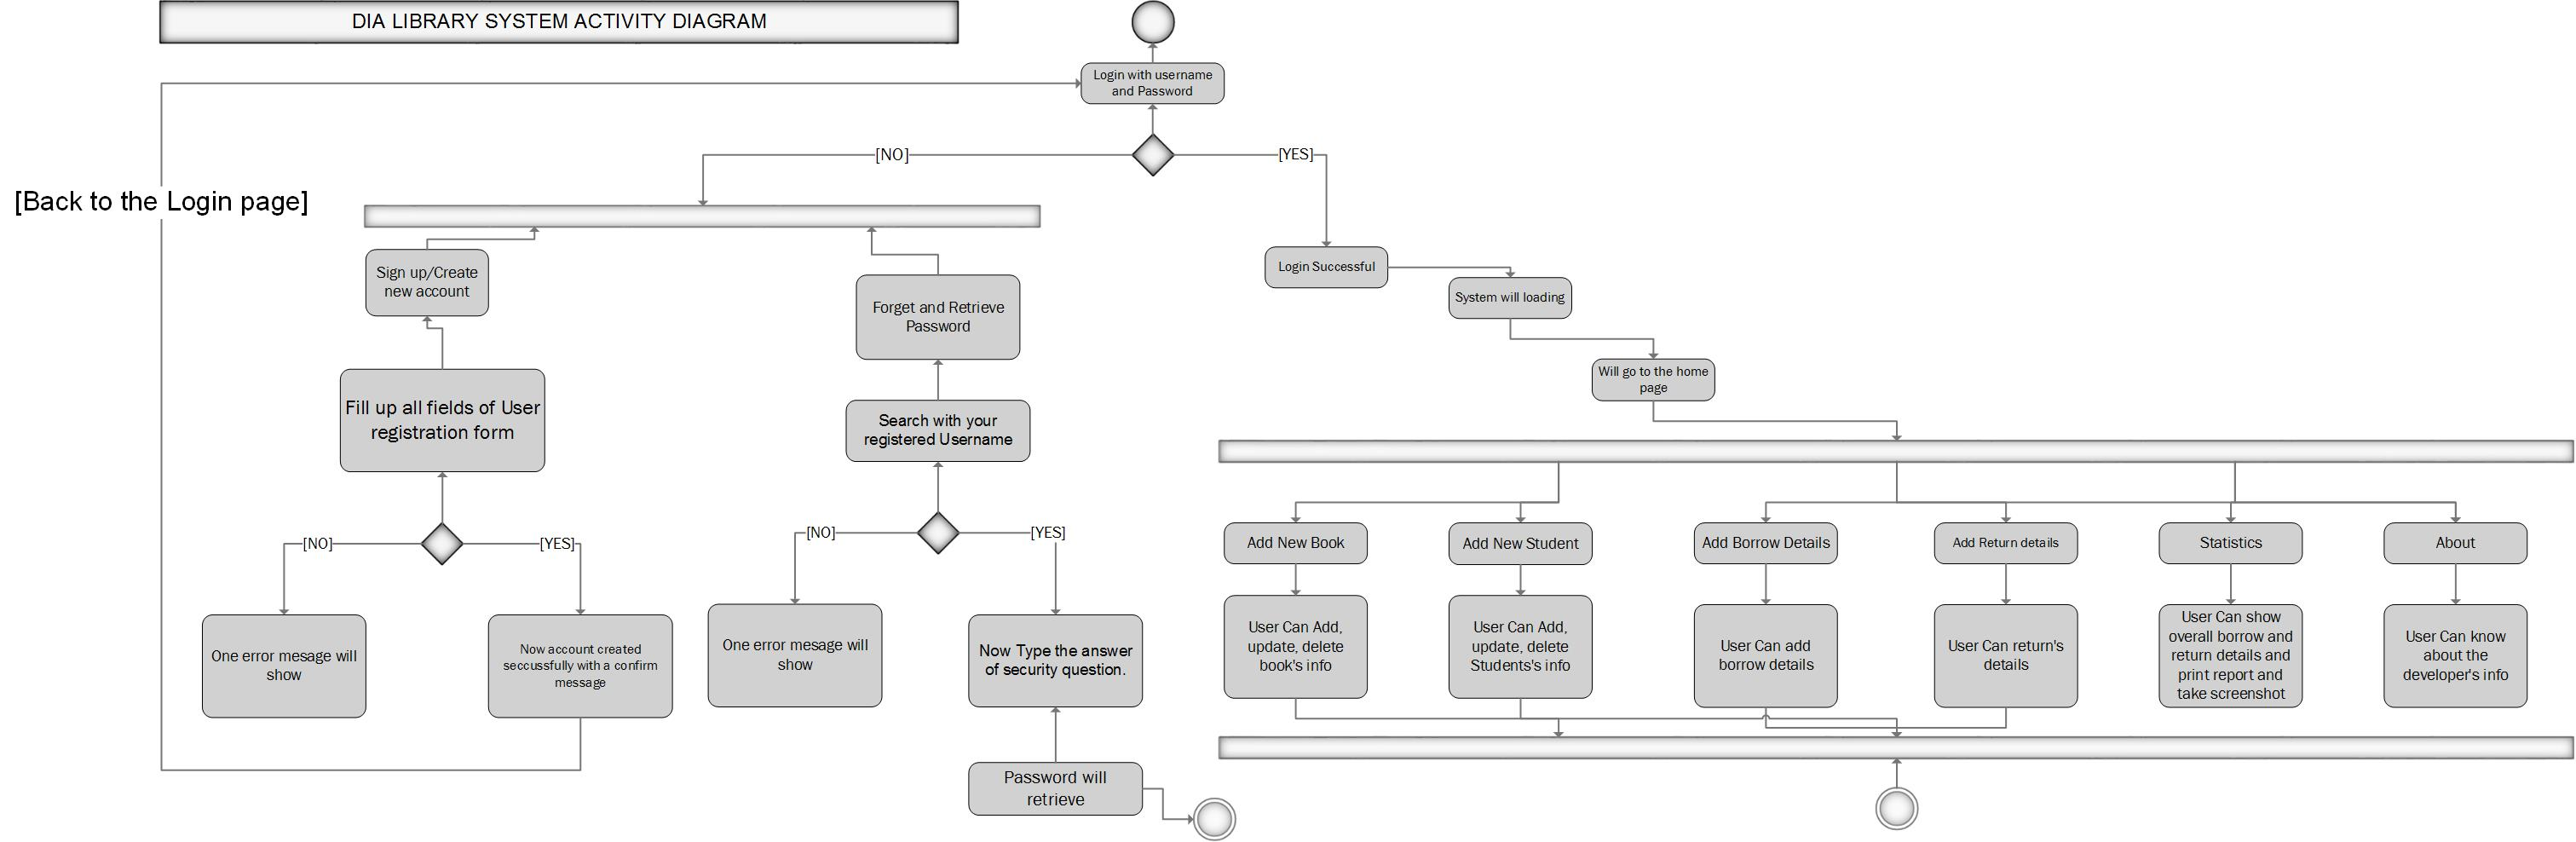 DIA LIBRARY SYSTEM ACTIVITY DIAGRAM
Login with username
and Password
[NO]
[YES]
[Back to the Login page]
Sign up/Create
new account
Forget and Retrieve
Password
Login Successful
System will loading
Will go to the home
page
Fill up all fields of User
registration form
Search with your
registered Username
[NO]
[YES]
[NO]
[YES]
One error mesage will
show
Now account created
seccussfully with a confirm
message
One error mesage will
show
Now Type the answer
of security question.
Password will
retrieve
Add New Book
Add New Student
Add Borrow Details
Add Return details
Statistics
About
User Can Add,
update, delete
book's info
User Can Add,
update, delete
Students's info
User Can add
borrow details
User Can return's
details
User Can show
overall borrow and
return details and
print report and
take screenshot
User Can know
about the
developer's info